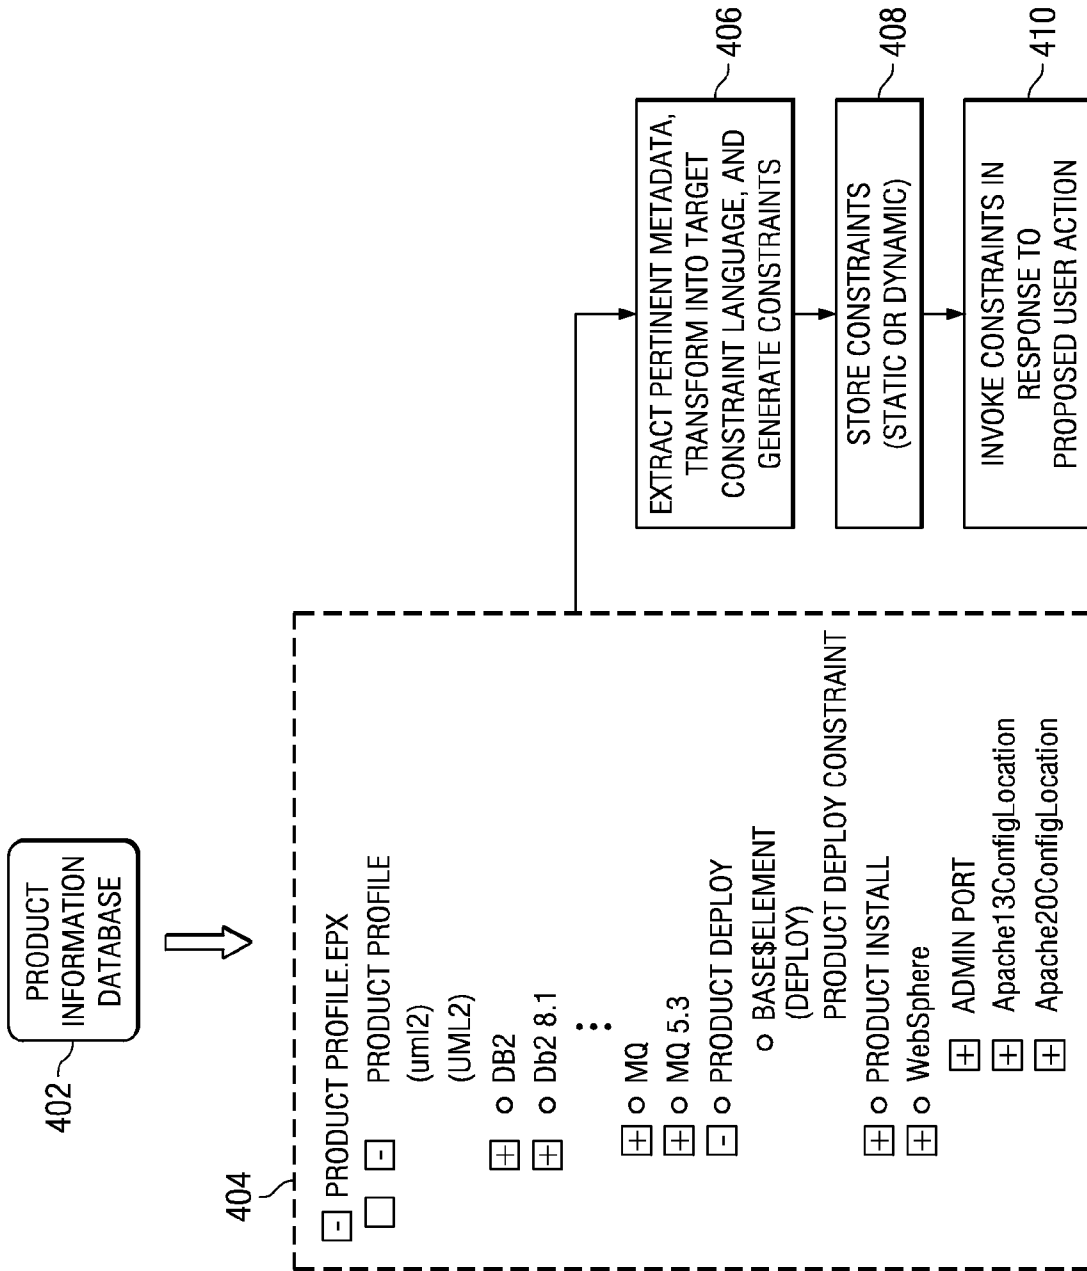 PRODUCT
INFORMATION
DATABASE
402
404
- PRODUCT PROFILE.EPX
- PRODUCT PROFILE
(uml2)
(UML2)
+ DB2
+ Db2 8.1
+ MQ
+ MQ 5.3
- PRODUCT DEPLOY
BASE$ELEMENT
(DEPLOY)
PRODUCT DEPLOY CONSTRAINT
+ PRODUCT INSTALL
+ WebSphere
+ ADMIN PORT
+ Apache13ConfigLocation
+ Apache20ConfigLocation
EXTRACT PERTINENT METADATA,
TRANSFORM INTO TARGET
CONSTRAINT LANGUAGE, AND
GENERATE CONSTRAINTS
406
STORE CONSTRAINTS
(STATIC OR DYNAMIC)
408
INVOKE CONSTRAINTS IN
RESPONSE TO
PROPOSED USER ACTION
410